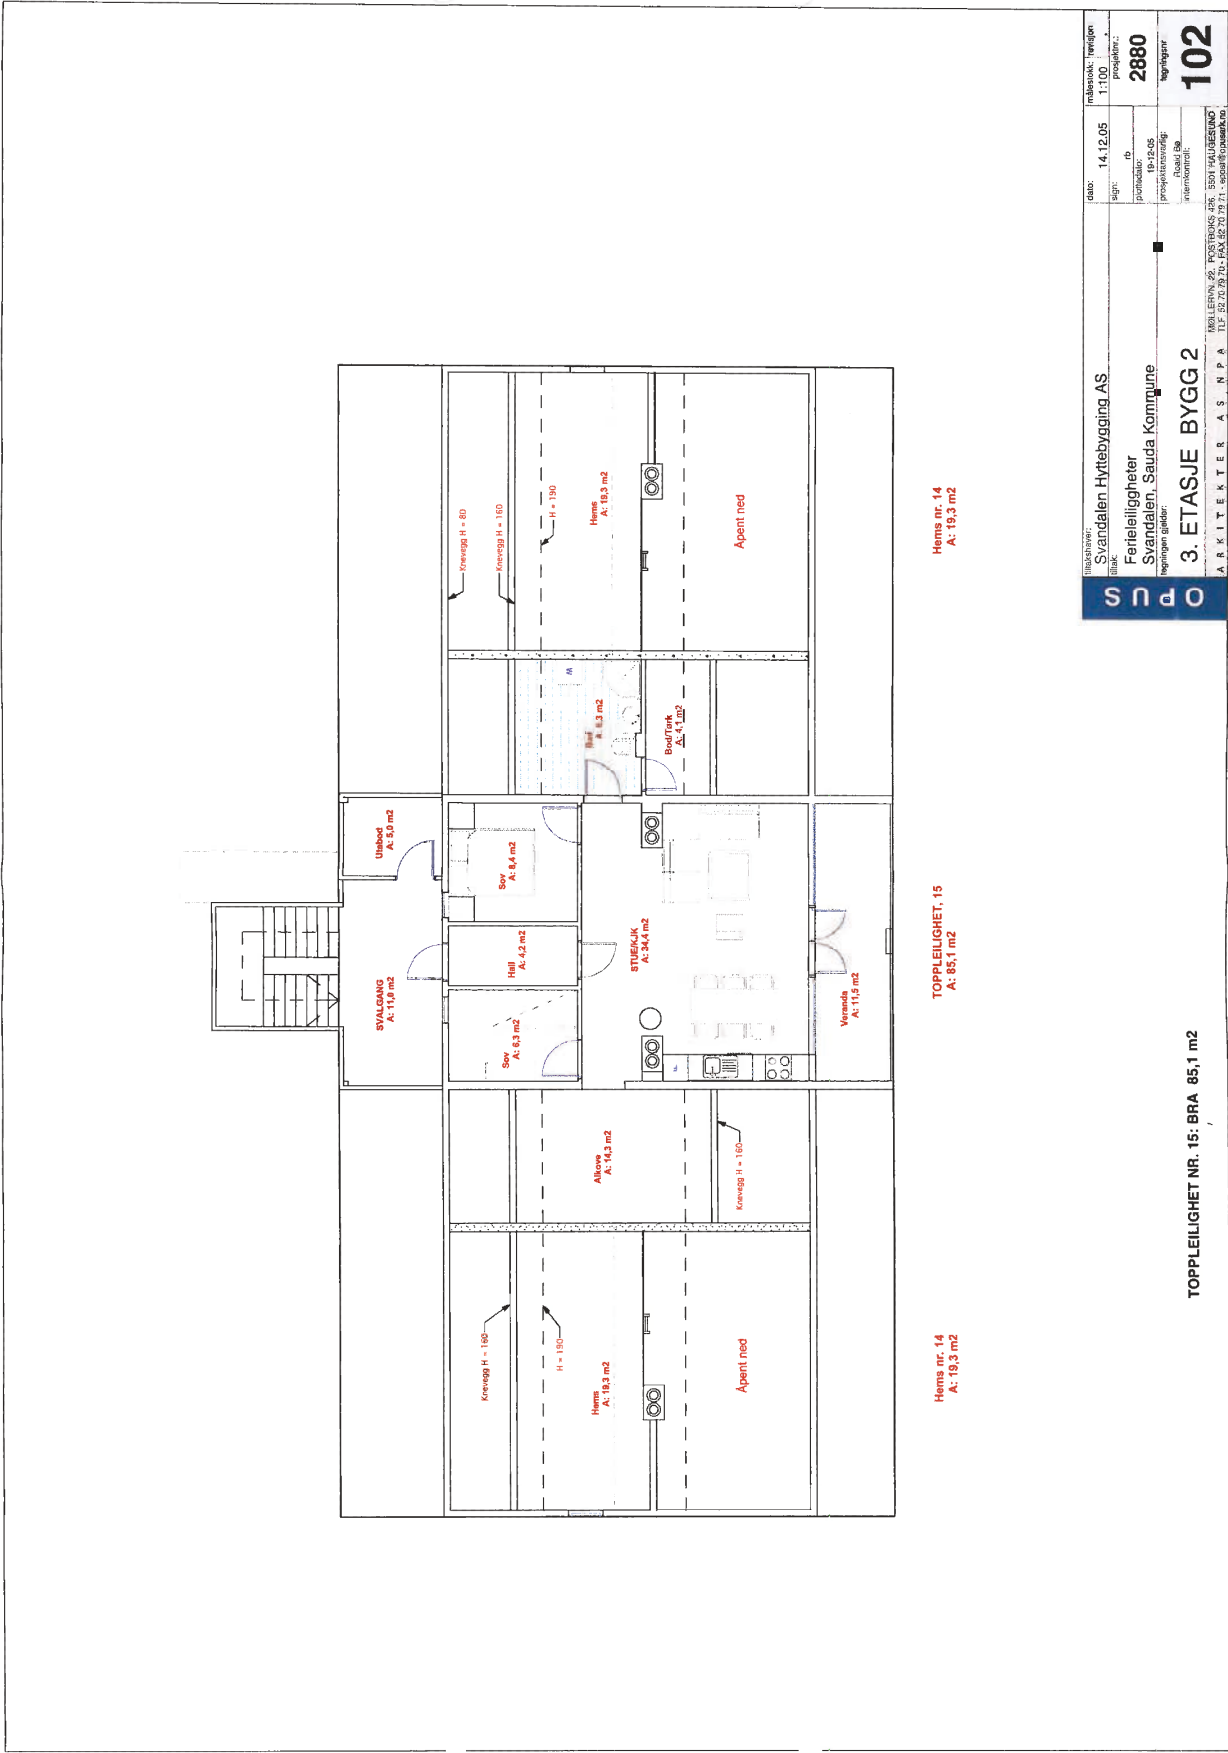 Utebod
A: 5,0 m2
SVALGANG
A: 11,0 m2
Sov
A: 8,4 m2
Hall
A: 4,2 m2
Sov
A: 6,3 m2
STUE/KJK
A: 34,4 m2
F
Veranda
A: 11,5 m2
Knevegg H = 80
Knevegg H = 160
H = 190
Hems
A: 19,3 m2
Åpent ned
VV
Bad
Bod/Tørk
A: 4,1 m2
Alkove
A: 14,3 m2
Knevegg H = 160
Knevegg H = 160
H = 190
Hems
A: 19,3 m2
Åpent ned
Hems nr. 14
A: 19,3 m2
TOPPLEILIGHET, 15
A: 85,1 m2
Hems nr. 14
A: 19,3 m2
TOPPLEILIGHET NR. 15: BRA 85,1 m2
OPUS
tiltakshaver:
Svandalen Hyttebygging AS
tiltak:
Ferieleiligheter
Svandalen, Sauda Kommune
tegningen gjelder:
3. ETASJE BYGG 2
dato:
14.12.05
sign:
rb
plottedato:
19-12-05
prosjektansvarlig:
Roald Bø
internkontroll:
målestokk:
1:100
revisjon
prosjektnr.:
2880
tegningsnr
102
ARKITEKTER AS NPA
MØLLERVN. 22, POSTBOKS 426, 5501 HAUGESUND
TLF. 52 70 79 70 - FAX 52 70 79 71